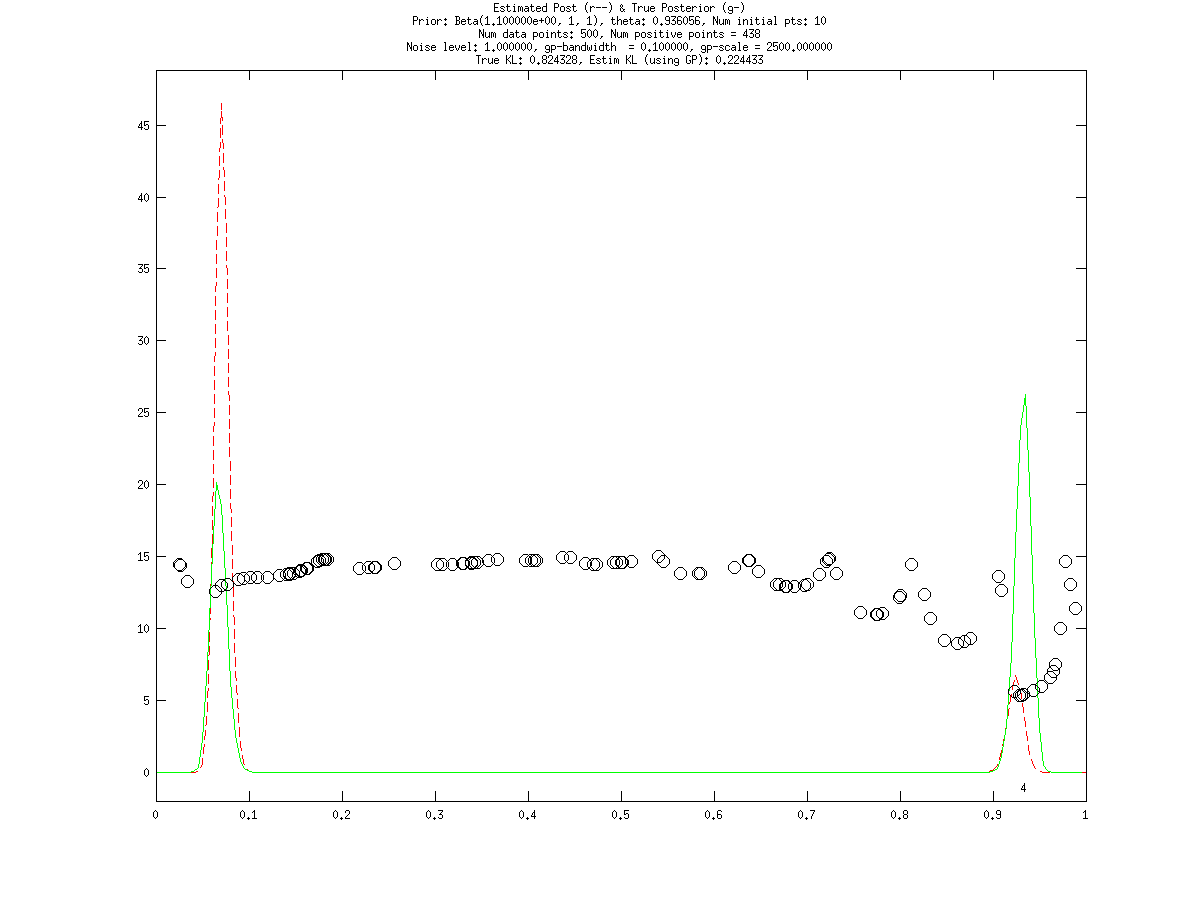 Estimated Post (r--) & True Posterior (g-)
Prior: Beta(1.100000e+00, 1, 1), theta: 0.936056, Num initial pts: 10
Num data points: 500, Num positive points = 438
Noise level: 1.000000, gp-bandwidth  = 0.100000, gp-scale = 2500.000000
True KL: 0.824328, Estim KL (using GP): 0.224433
45
40
35
30
25
20
15
10
5
0
4
0 0.1 0.2 0.3 0.4 0.5 0.6 0.7 0.8 0.9 1